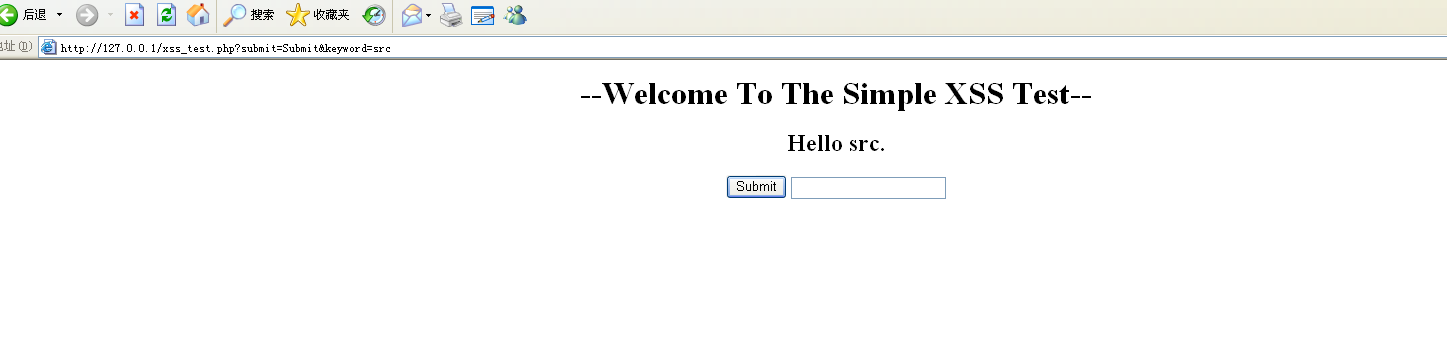 后退 搜索 收藏夹
址(D) http://127.0.0.1/xss_test.php?submit=Submit&keyword=src
--Welcome To The Simple XSS Test--
Hello src.
Submit